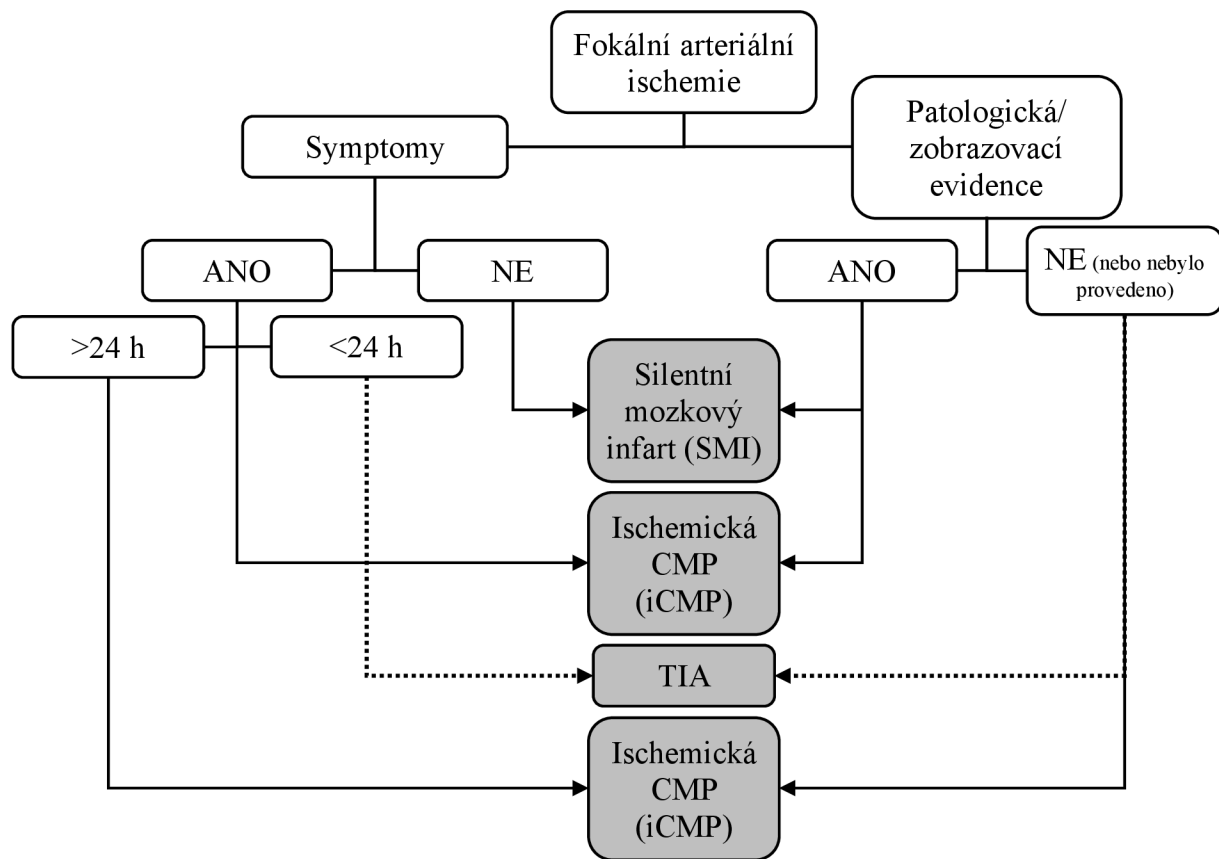 Fokální arteriální
ischemie
Symptomy
Patologická/
zobrazovací
evidence
ANO
NE
ANO
NE (nebo nebylo
provedeno)
>24 h
<24 h
Silentní
mozkový
infart (SMI)
Ischemická
CMP
(iCMP)
TIA
Ischemická
CMP
(iCMP)